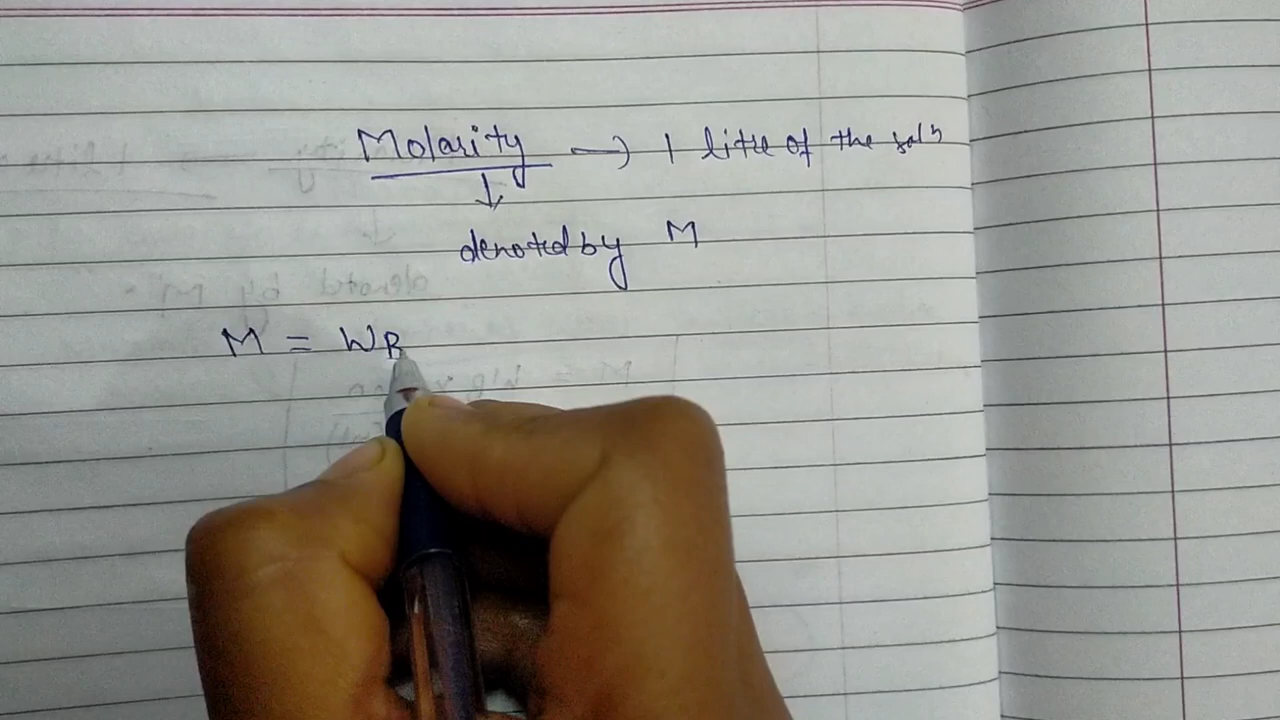 Molarity → 1 litre of the solⁿ
↓
denoted by M
M = WB